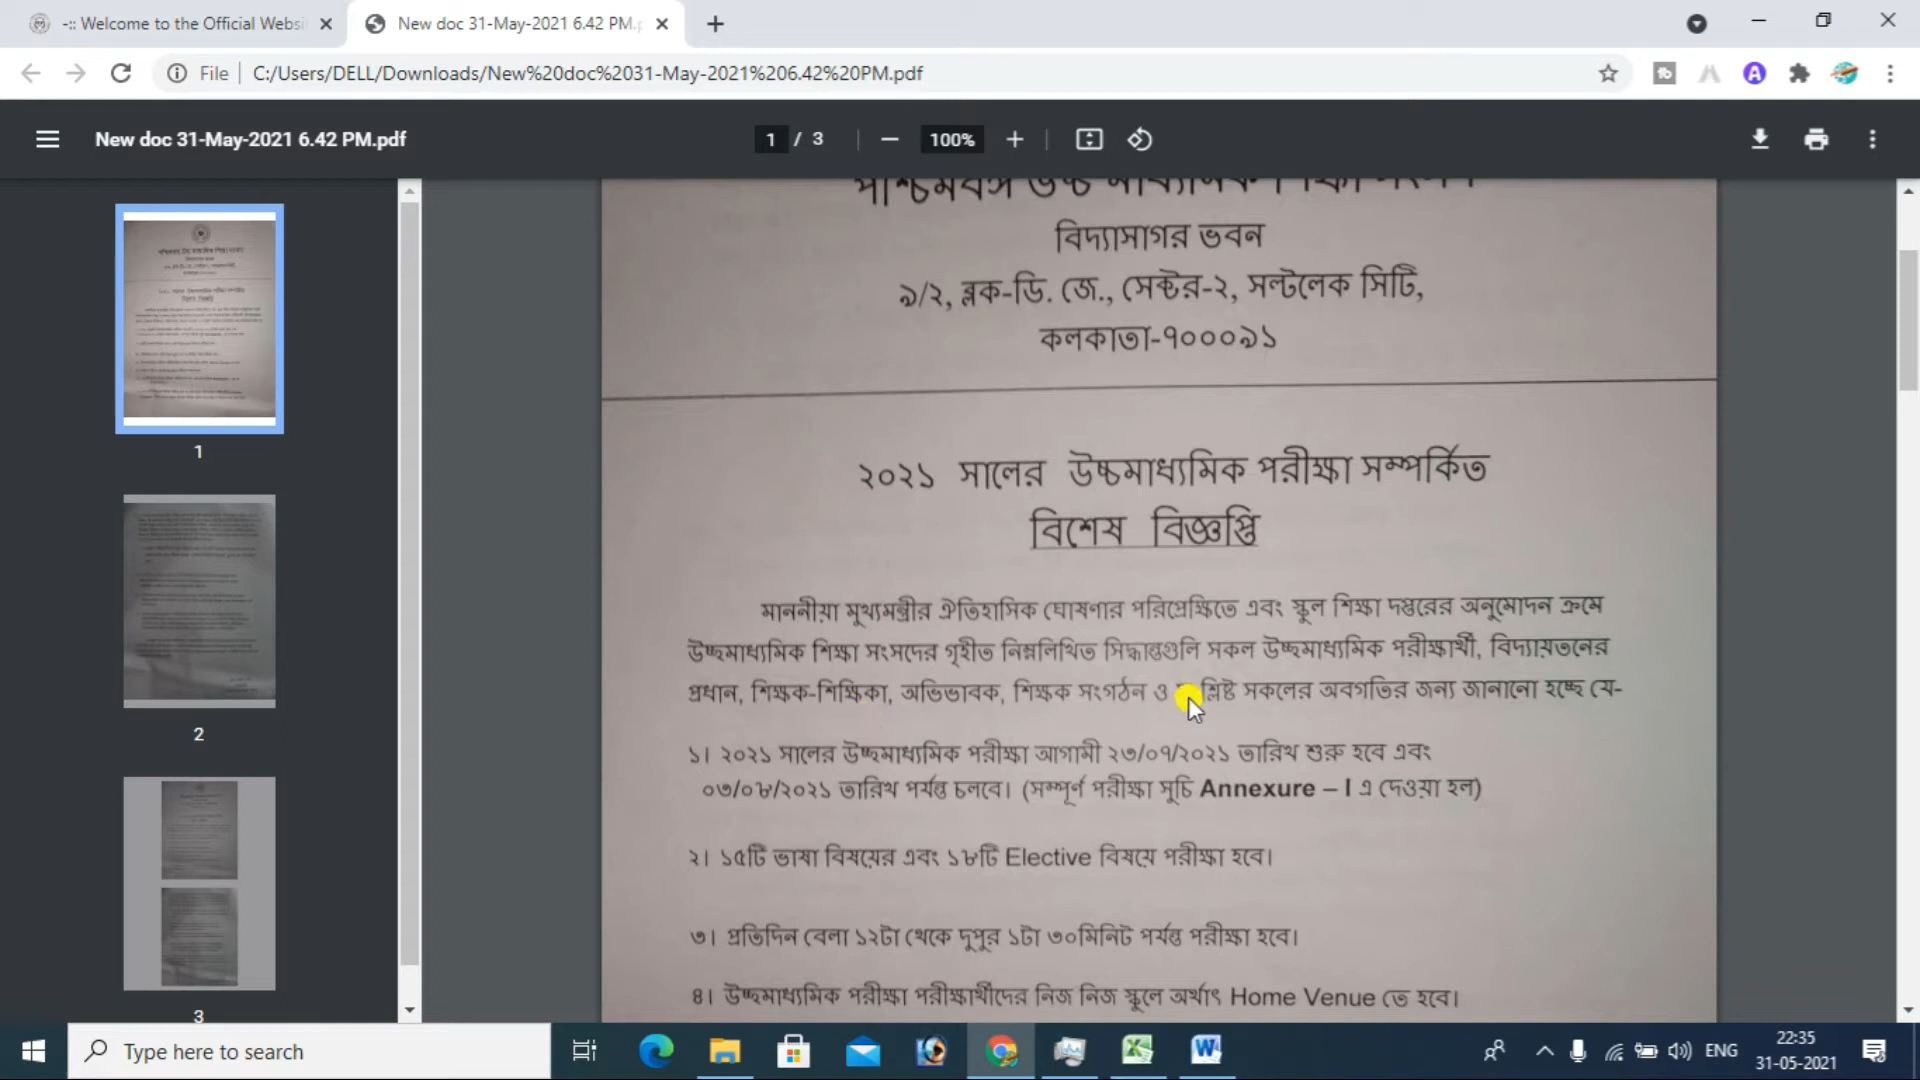 -:: Welcome to the Official Websi
New doc 31-May-2021 6.42 PM.
File
C:/Users/DELL/Downloads/New%20doc%2031-May-2021%206.42%20PM.pdf
New doc 31-May-2021 6.42 PM.pdf
1 / 3
100%
পশ্চিমবঙ্গ উচ্চ মাধ্যমিক শিক্ষা সংসদ
বিদ্যাসাগর ভবন
৯/২, ব্লক-ডি. জে., সেক্টর-২, সল্টলেক সিটি,
কলকাতা-৭০০০৯১
২০২১ সালের উচ্চমাধ্যমিক পরীক্ষা সম্পর্কিত
বিশেষ বিজ্ঞপ্তি
মাননীয়া মুখ্যমন্ত্রীর ঐতিহাসিক ঘোষণার পরিপ্রেক্ষিতে এবং স্কুল শিক্ষা দপ্তরের অনুমোদন ক্রমে
উচ্চমাধ্যমিক শিক্ষা সংসদের গৃহীত নিম্নলিখিত সিদ্ধান্তগুলি সকল উচ্চমাধ্যমিক পরীক্ষার্থী, বিদ্যায়তনের
প্রধান, শিক্ষক-শিক্ষিকা, অভিভাবক, শিক্ষক সংগঠন ও সংশ্লিষ্ট সকলের অবগতির জন্য জানানো হচ্ছে যে-
১। ২০২১ সালের উচ্চমাধ্যমিক পরীক্ষা আগামী ২৩/০৭/২০২১ তারিখ শুরু হবে এবং
০৩/০৮/২০২১ তারিখ পর্যন্ত চলবে। (সম্পূর্ণ পরীক্ষা সূচি Annexure – I এ দেওয়া হল)
২। ১৫টি ভাষা বিষয়ের এবং ১৮টি Elective বিষয়ে পরীক্ষা হবে।
৩। প্রতিদিন বেলা ১২টা থেকে দুপুর ১টা ৩০মিনিট পর্যন্ত পরীক্ষা হবে।
৪। উচ্চমাধ্যমিক পরীক্ষা পরীক্ষার্থীদের নিজ নিজ স্কুলে অর্থাৎ Home Venue তে হবে।
1
2
3
Type here to search
ENG
22:35
31-05-2021